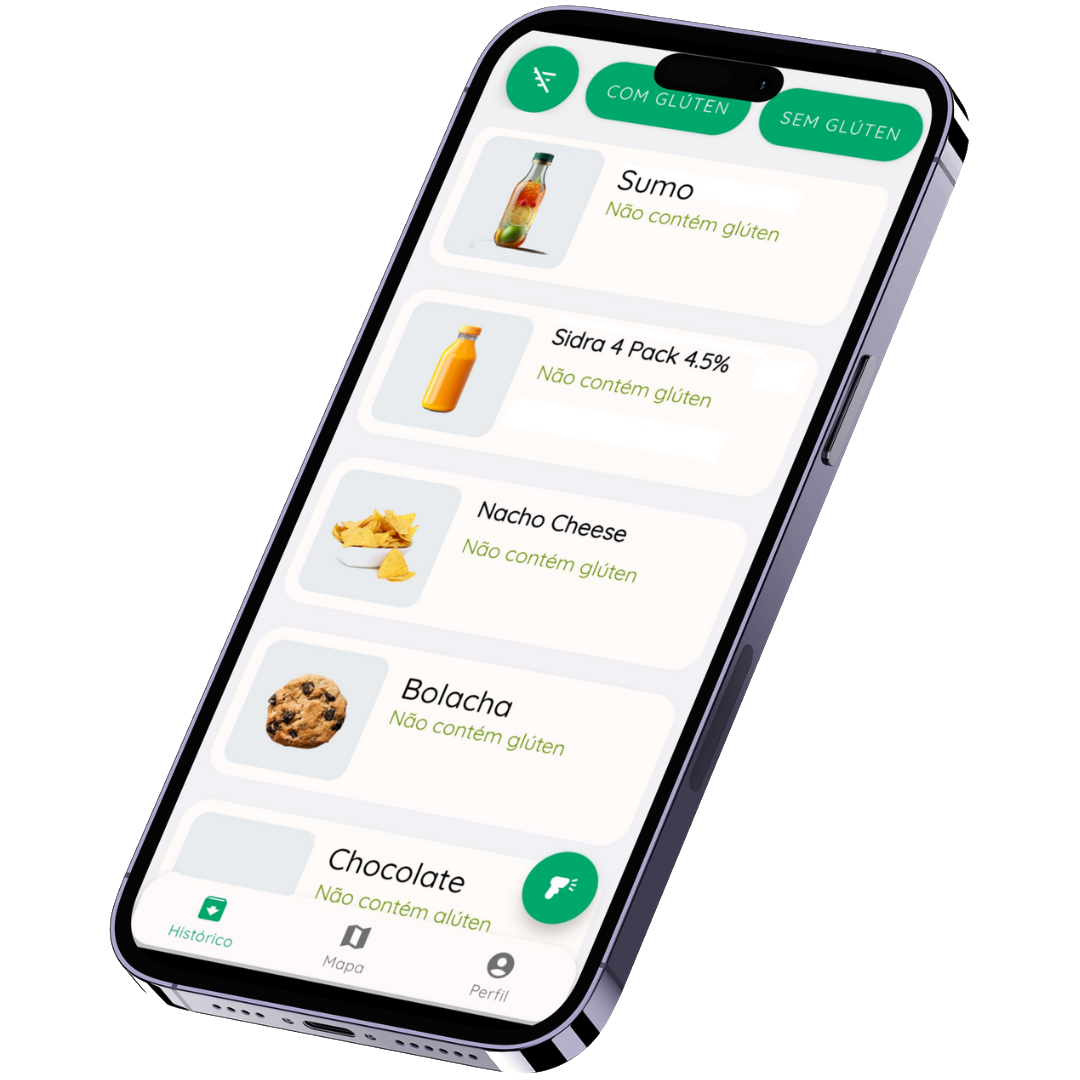 COM GLÚTEN
SEM GLÚTEN
Sumo
Não contém glúten
Sidra 4 Pack 4.5%
Não contém glúten
Nacho Cheese
Não contém glúten
Bolacha
Não contém glúten
Chocolate
Não contém glúten
Histórico
Mapa
Perfil